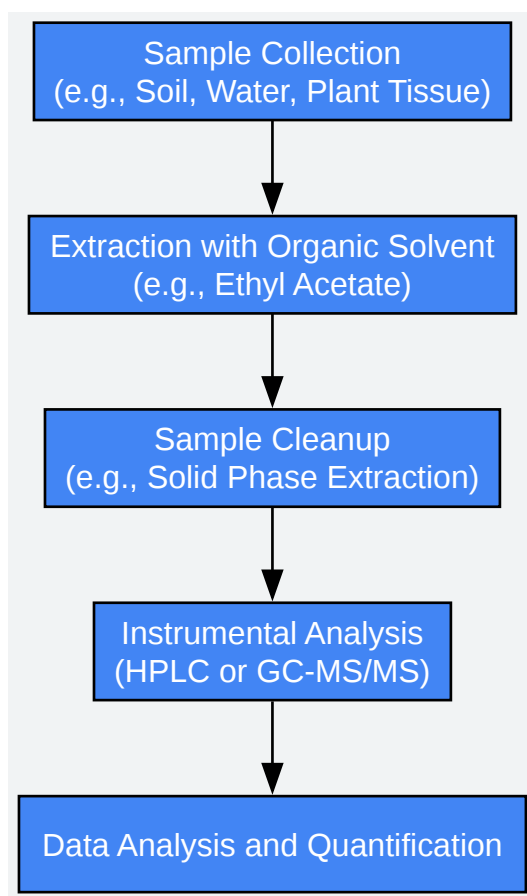 Sample Collection
(e.g., Soil, Water, Plant Tissue)
Extraction with Organic Solvent
(e.g., Ethyl Acetate)
Sample Cleanup
(e.g., Solid Phase Extraction)
Instrumental Analysis
(HPLC or GC-MS/MS)
Data Analysis and Quantification